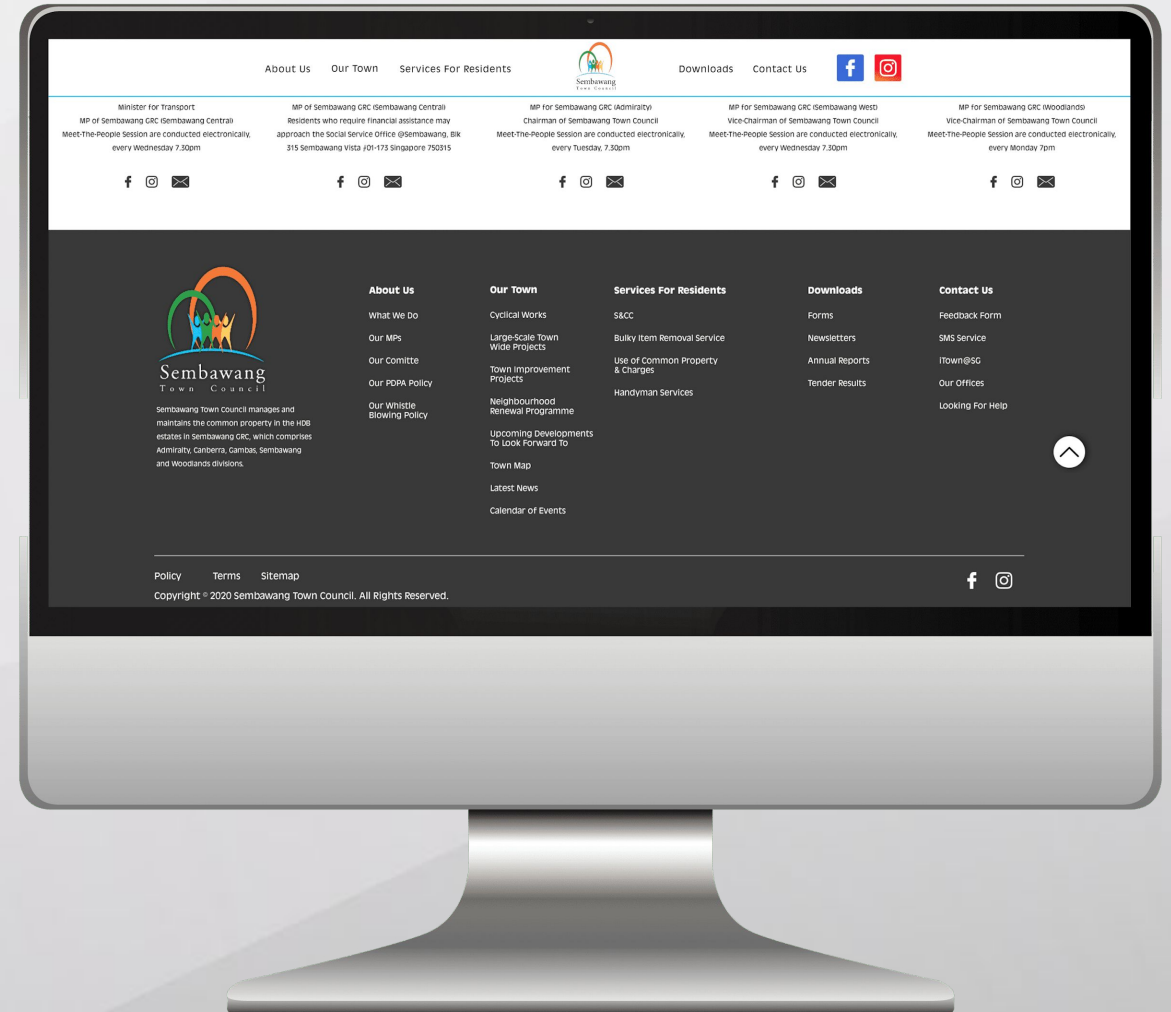 About Us Our Town Services For Residents
Sembawang
Town Council
Downloads Contact Us
Minister for Transport
MP of Sembawang GRC (Sembawang Central)
Meet-The-People Session are conducted electronically,
every Wednesday 7.30pm
MP of Sembawang GRC (Sembawang Central)
Residents who require financial assistance may
approach the Social Service Office @Sembawang, Blk
315 Sembawang Vista #01-173 Singapore 750315
MP for Sembawang GRC (Admiralty)
Chairman of Sembawang Town Council
Meet-The-People Session are conducted electronically,
every Tuesday, 7.30pm
MP for Sembawang GRC (Sembawang West)
Vice-Chairman of Sembawang Town Council
Meet-The-People Session are conducted electronically,
every Wednesday 7.30pm
MP for Sembawang GRC (Woodlands)
Vice-Chairman of Sembawang Town Council
Meet-The-People Session are conducted electronically,
every Monday 7pm
Sembawang
Town Council
Sembawang Town Council manages and
maintains the common property in the HDB
estates in Sembawang GRC, which comprises
Admiralty, Canberra, Gambas, Sembawang
and Woodlands divisions.
About Us
What We Do
Our MPs
Our Comitte
Our PDPA Policy
Our Whistle
Blowing Policy
Our Town
Cyclical Works
Large-Scale Town
Wide Projects
Town Improvement
Projects
Neighbourhood
Renewal Programme
Upcoming Developments
To Look Forward To
Town Map
Latest News
Calendar of Events
Services For Residents
S&CC
Bulky Item Removal Service
Use of Common Property
& Charges
Handyman Services
Downloads
Forms
Newsletters
Annual Reports
Tender Results
Contact Us
Feedback Form
SMS Service
iTown@SG
Our Offices
Looking For Help
Policy Terms Sitemap
Copyright © 2020 Sembawang Town Council. All Rights Reserved.